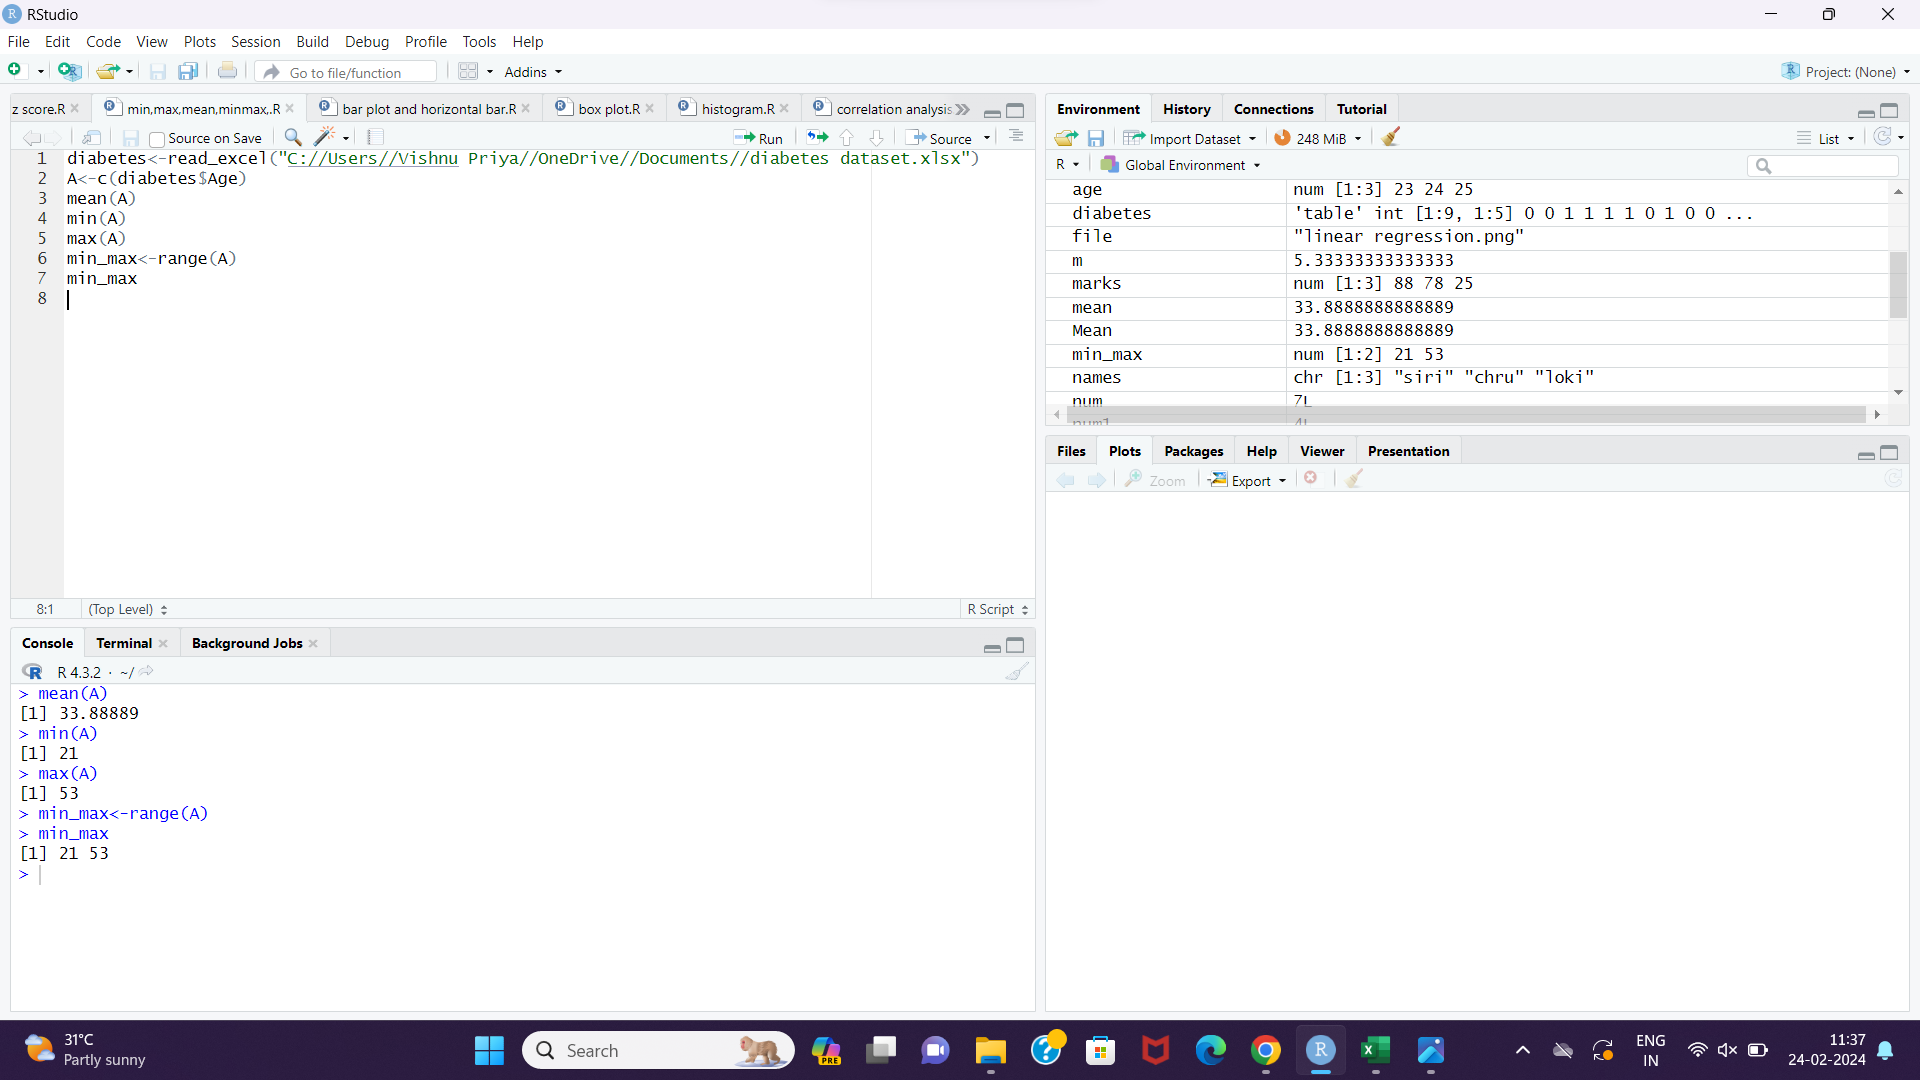 RStudio
File Edit Code View Plots Session Build Debug Profile Tools Help
Go to file/function Addins Project: (None)
z score.R min,max,mean,minmax,.R bar plot and horizontal bar.R box plot.R histogram.R correlation analysis
Source on Save Run Source
1 diabetes<-read_excel("C://Users//Vishnu Priya//OneDrive//Documents//diabetes dataset.xlsx")
2 A<-c(diabetes$Age)
3 mean(A)
4 min(A)
5 max(A)
6 min_max<-range(A)
7 min_max
8
8:1 (Top Level) R Script
Console Terminal Background Jobs
R 4.3.2 · ~/
> mean(A)
[1] 33.88889
> min(A)
[1] 21
> max(A)
[1] 53
> min_max<-range(A)
> min_max
[1] 21 53
>
Environment History Connections Tutorial
Import Dataset 248 MiB List
R Global Environment
age num [1:3] 23 24 25
diabetes 'table' int [1:9, 1:5] 0 0 1 1 1 1 0 1 0 0 ...
file "linear regression.png"
m 5.33333333333333
marks num [1:3] 88 78 25
mean 33.8888888888889
Mean 33.8888888888889
min_max num [1:2] 21 53
names chr [1:3] "siri" "chru" "loki"
num 7L
num1 4L
Files Plots Packages Help Viewer Presentation
Zoom Export
31°C
Partly sunny
Search
PRE
ENG
IN
11:37
24-02-2024